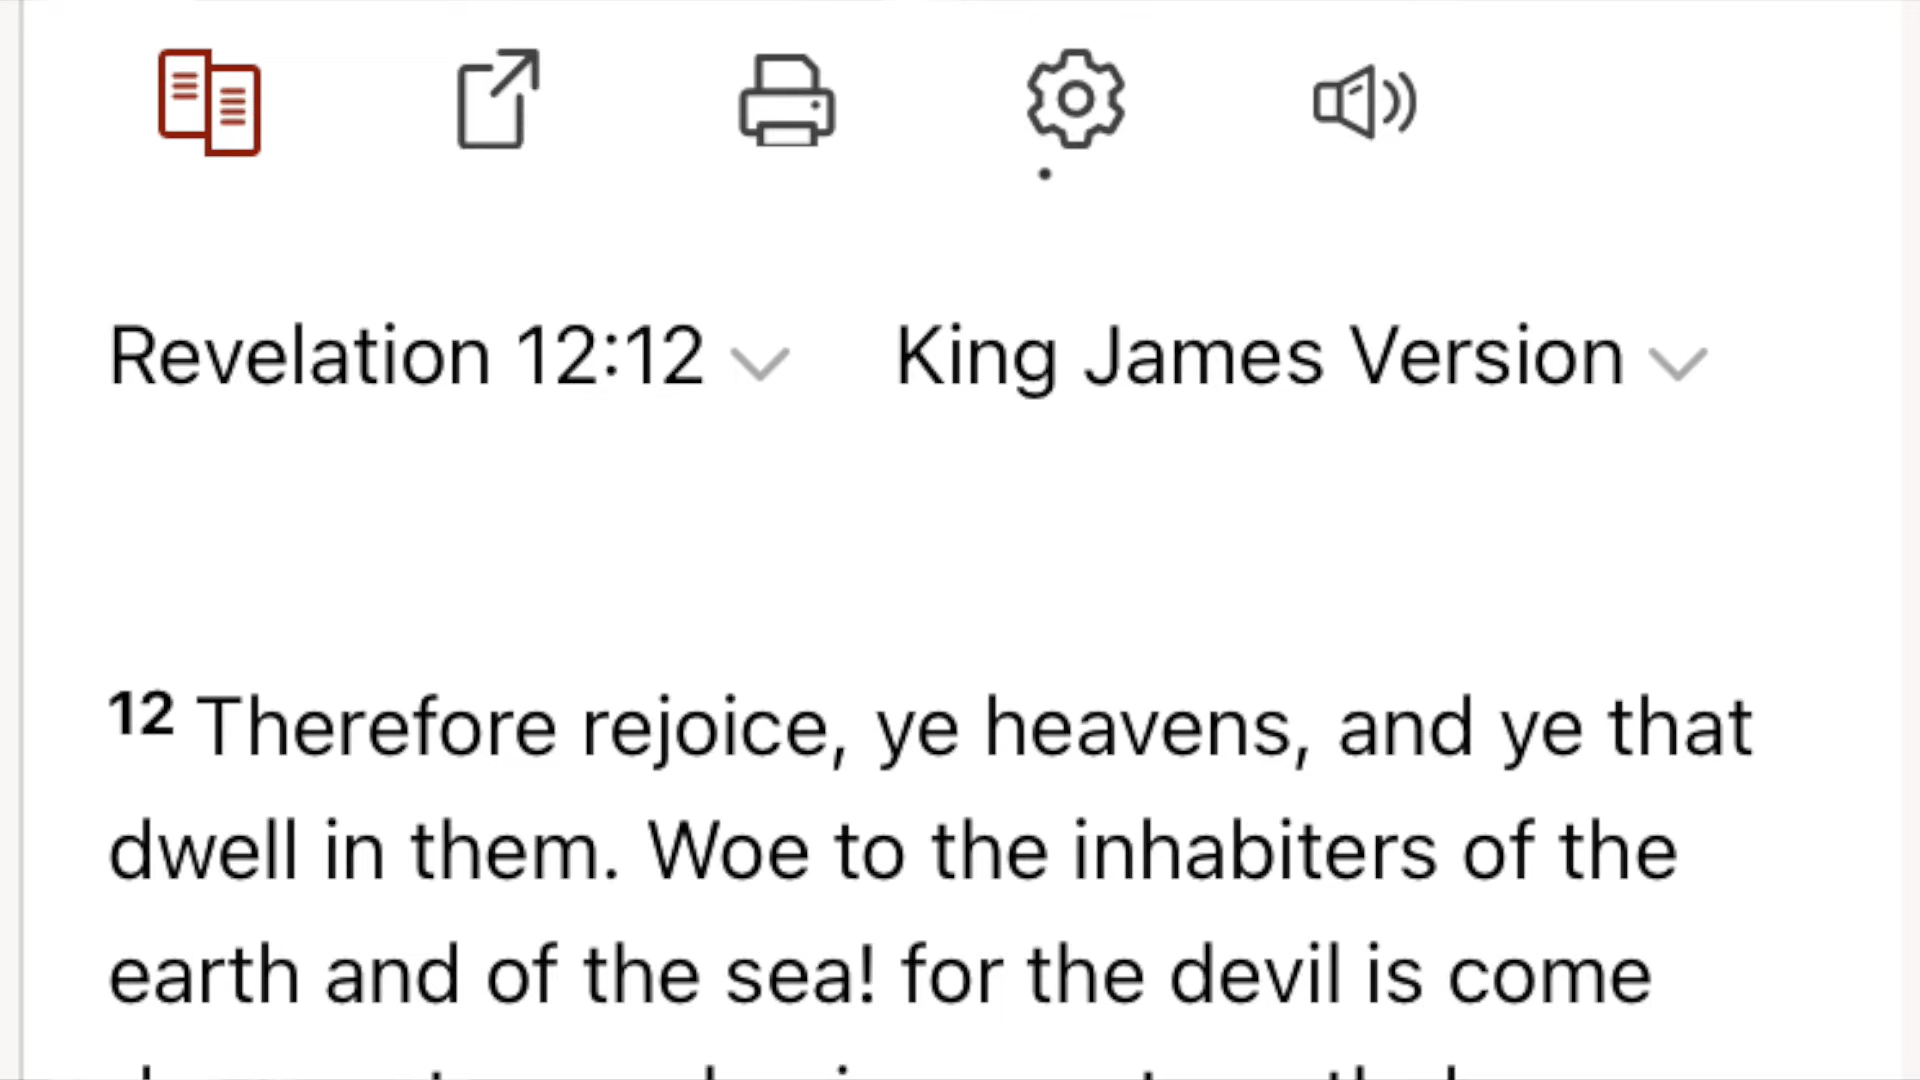 Revelation 12:12 King James Version
12 Therefore rejoice, ye heavens, and ye that
dwell in them. Woe to the inhabiters of the
earth and of the sea! for the devil is come